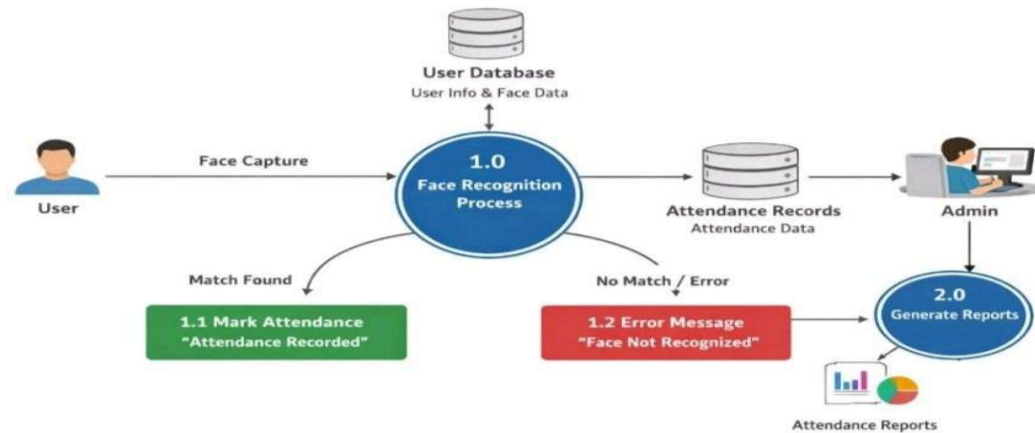 User Database
User Info & Face Data
Face Capture
User
1.0
Face Recognition
Process
Attendance Records
Attendance Data
Admin
Match Found
No Match / Error
1.1 Mark Attendance
"Attendance Recorded"
1.2 Error Message
"Face Not Recognized"
2.0
Generate Reports
Attendance Reports